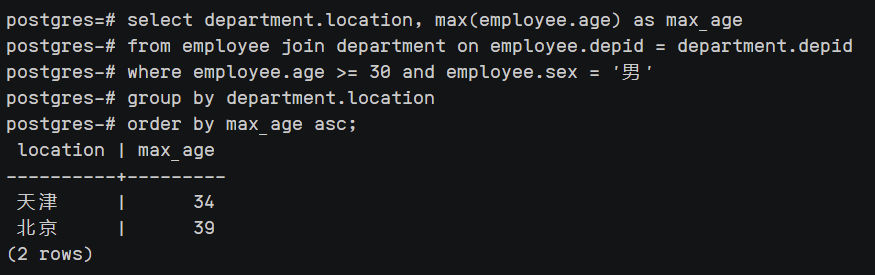 postgres=# select department.location, max(employee.age) as max_age
postgres-# from employee join department on employee.depid = department.depid
postgres-# where employee.age >= 30 and employee.sex = '男'
postgres-# group by department.location
postgres-# order by max_age asc;
 location | max_age
----------+---------
 天津     |      34
 北京     |      39
(2 rows)